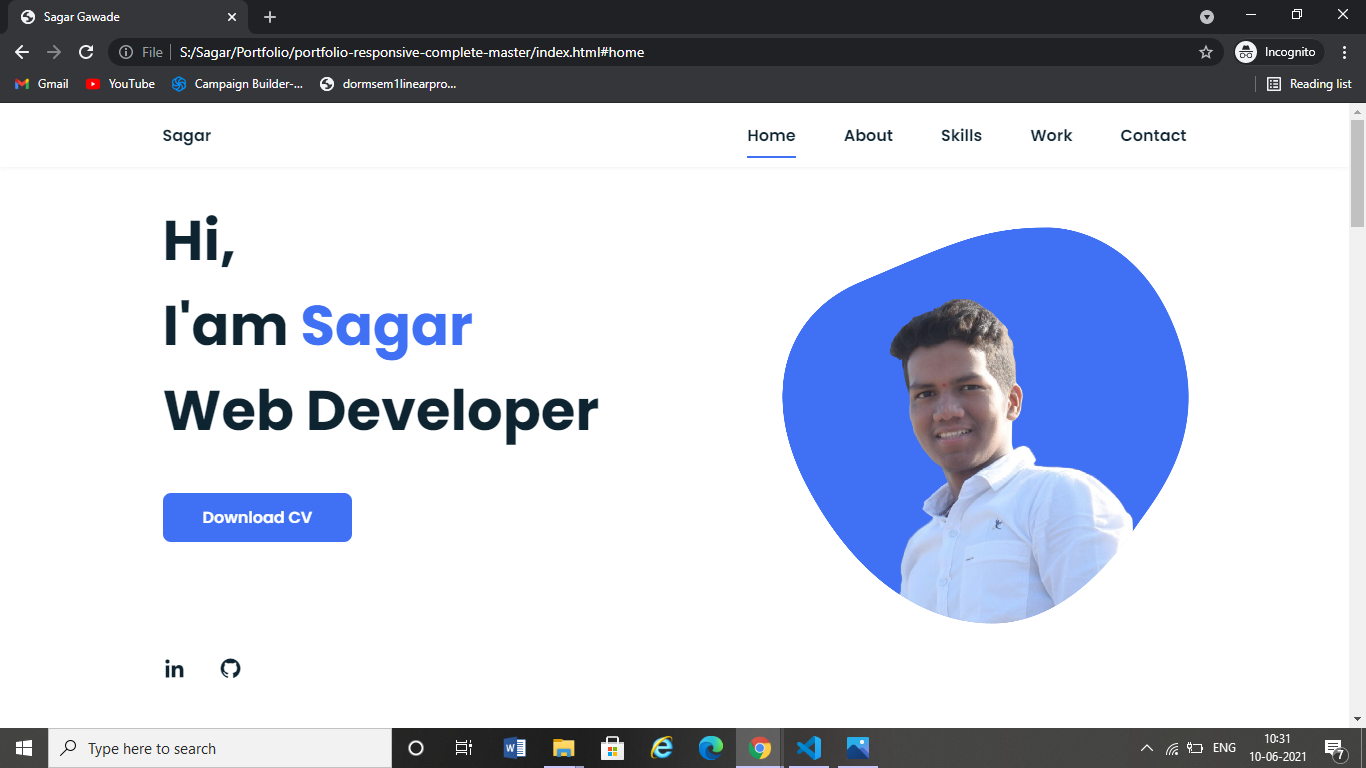 Sagar Gawade
File
S:/Sagar/Portfolio/portfolio-responsive-complete-master/index.html#home
Incognito
Gmail
YouTube
Campaign Builder-...
dormsem1linearpro...
Reading list
Sagar
Home
About
Skills
Work
Contact
Hi,
I'am Sagar
Web Developer
Download CV
in
Type here to search
ENG
10:31
10-06-2021
7